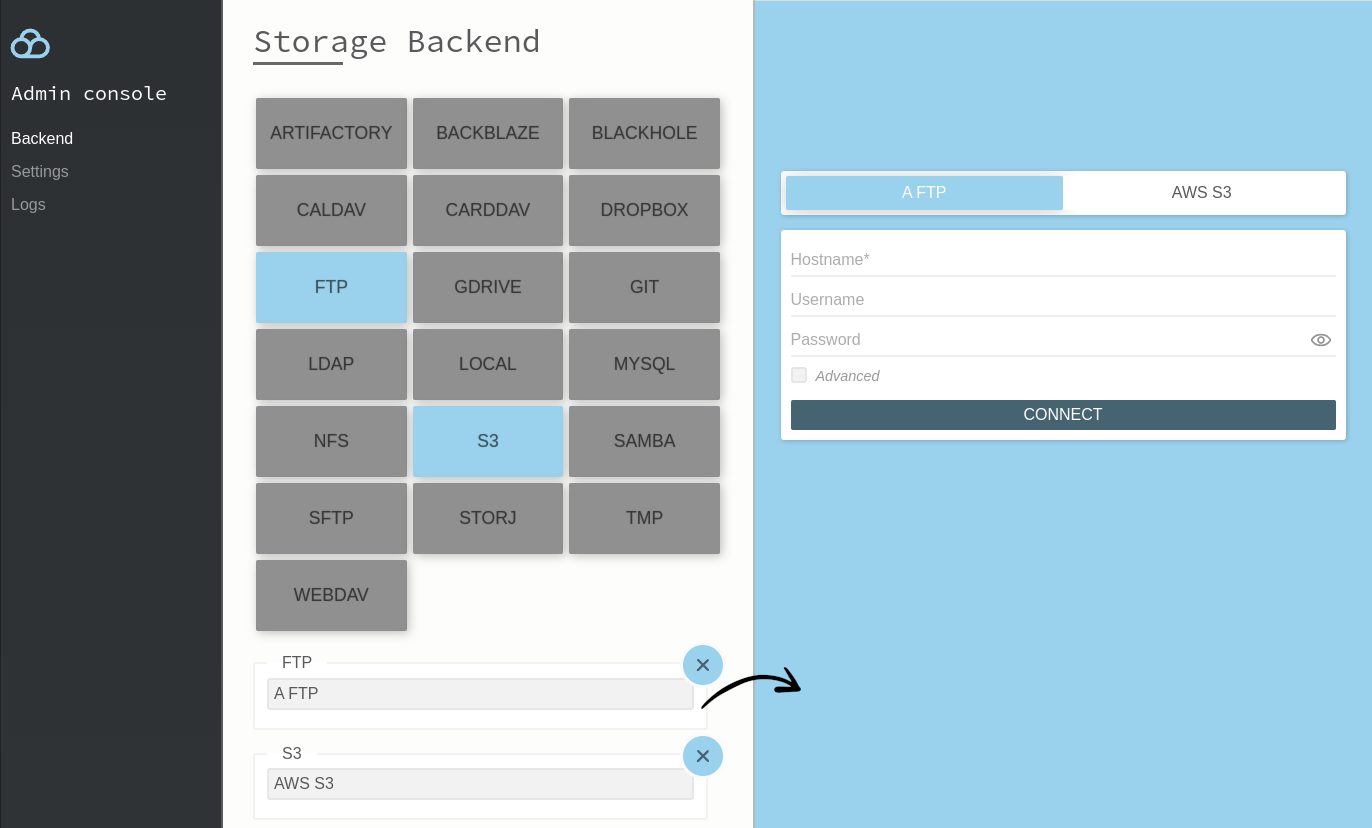 Admin console
Backend
Settings
Logs
Storage Backend
ARTIFACTORY
BACKBLAZE
BLACKHOLE
CALDAV
CARDDAV
DROPBOX
FTP
GDRIVE
GIT
LDAP
LOCAL
MYSQL
NFS
S3
SAMBA
SFTP
STORJ
TMP
WEBDAV
FTP
A FTP
S3
AWS S3
A FTP
AWS S3
Hostname*
Username
Password
Advanced
CONNECT